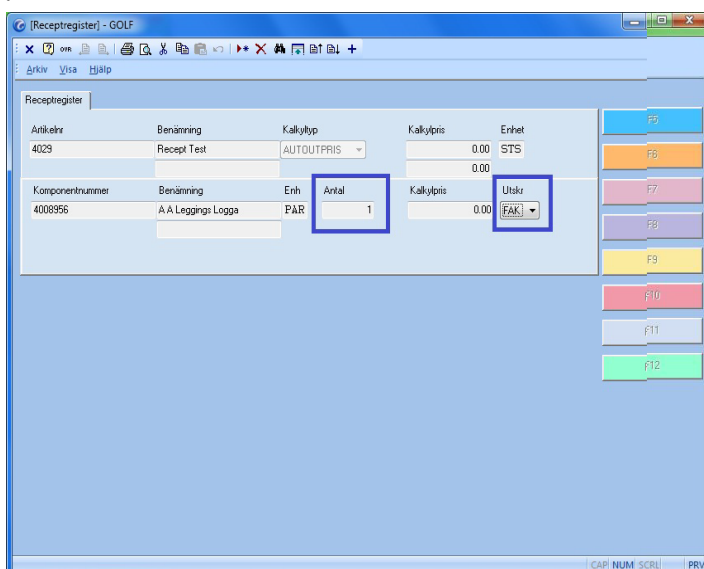 [Receptregister] - GOLF
OVR
Arkiv Visa Hjälp
Receptregister
Artikelnr Benämning Kalkyltyp Kalkylpris Enhet
4029 Recept Test AUTOUTPRIS 0.00 STS
0.00
Komponentnummer Benämning Enh Antal Kalkylpris Utskr
4008956 A A Leggings Logga PAR 1 0.00 FAK
F5
F6
F7
F8
F9
F10
F11
F12
CAP NUM SCRL PRV